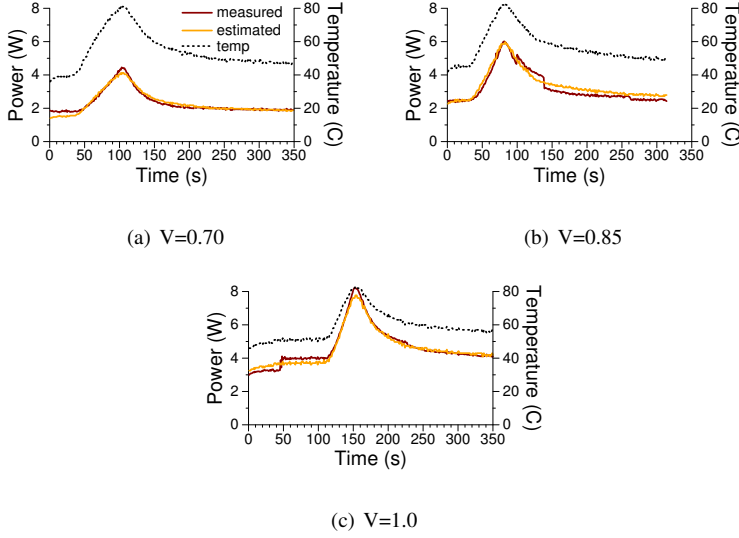 measured
estimated
temp
Power (W)
8
6
4
2
0
0 50 100 150 200 250 300 350
Time (s)
80
60
40
20
0
Temperature (C)
(a) V=0.70
Power (W)
8
6
4
2
0
0 50 100 150 200 250 300 350
Time (s)
80
60
40
20
0
Temperature (C)
(b) V=0.85
Power (W)
8
6
4
2
0
0 50 100 150 200 250 300 350
Time (s)
80
60
40
20
0
Temperature (C)
(c) V=1.0